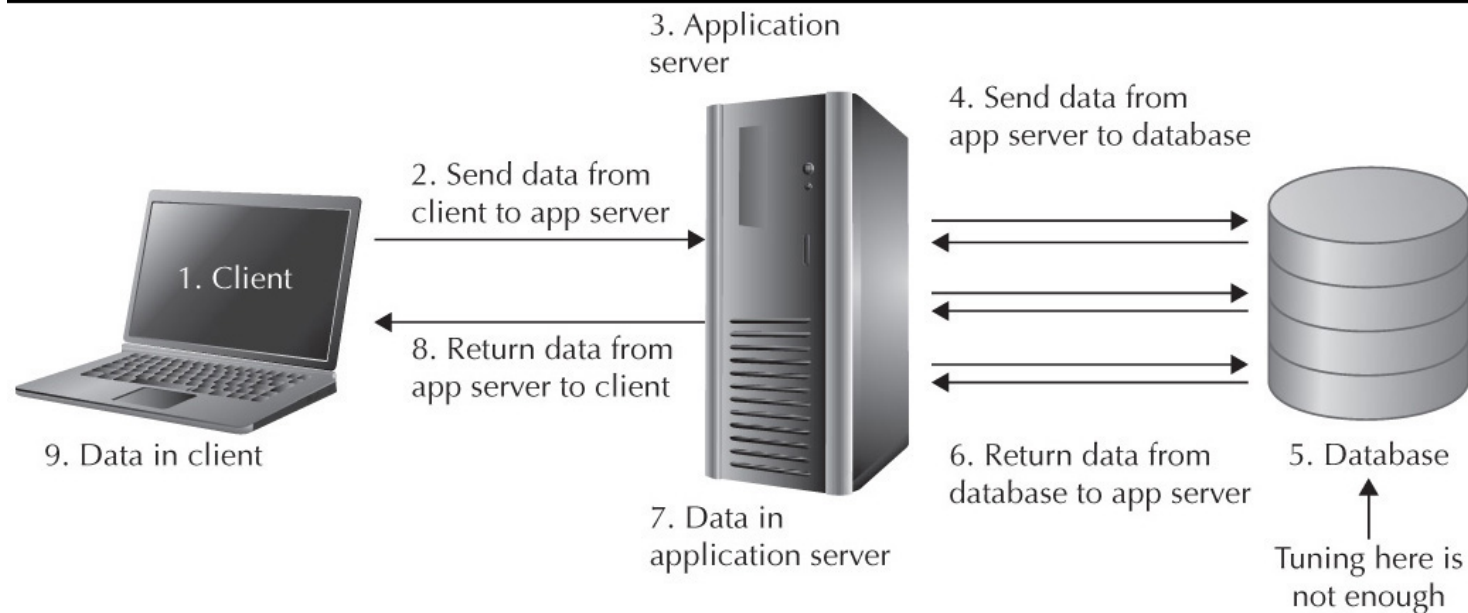 3. Application
server
4. Send data from
app server to database
2. Send data from
client to app server
1. Client
8. Return data from
app server to client
9. Data in client
6. Return data from
database to app server
5. Database
7. Data in
application server
Tuning here is
not enough